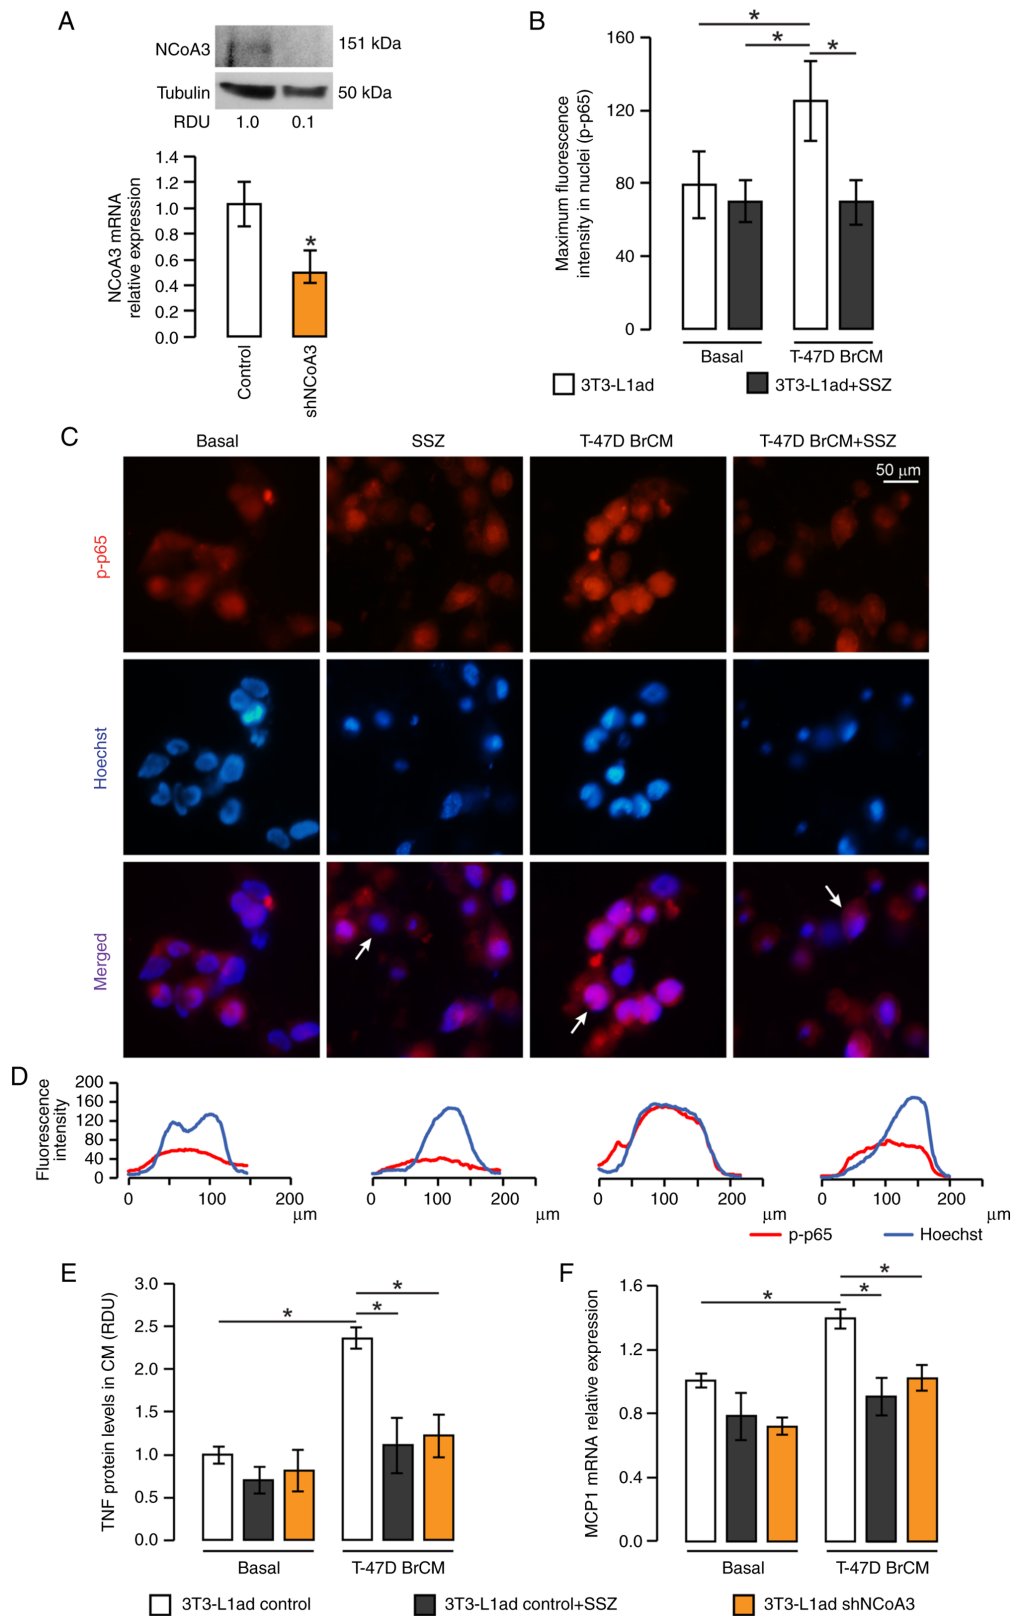 A
NCoA3
151 kDa
Tubulin
50 kDa
RDU
1.0
0.1
NCoA3 mRNA
relative expression
1.4
1.2
1.0
0.8
0.6
0.4
0.2
0.0
*
Control
shNCoA3
B
Maximum fluorescence
intensity in nuclei (p-p65)
160
120
80
40
0
*
*
*
Basal
T-47D BrCM
3T3-L1ad
3T3-L1ad+SSZ
C
Basal
SSZ
T-47D BrCM
T-47D BrCM+SSZ
50 μm
p-p65
Hoechst
Merged
D
Fluorescence
intensity
200
160
120
80
40
0
0 100 200
μm
0 100 200
μm
0 100 200
μm
0 100 200
μm
p-p65
Hoechst
E
TNF protein levels in CM (RDU)
3.0
2.5
2.0
1.5
1.0
0.5
0.0
*
*
*
Basal
T-47D BrCM
F
MCP1 mRNA relative expression
1.6
1.2
0.8
0.4
0.0
*
*
*
Basal
T-47D BrCM
3T3-L1ad control
3T3-L1ad control+SSZ
3T3-L1ad shNCoA3